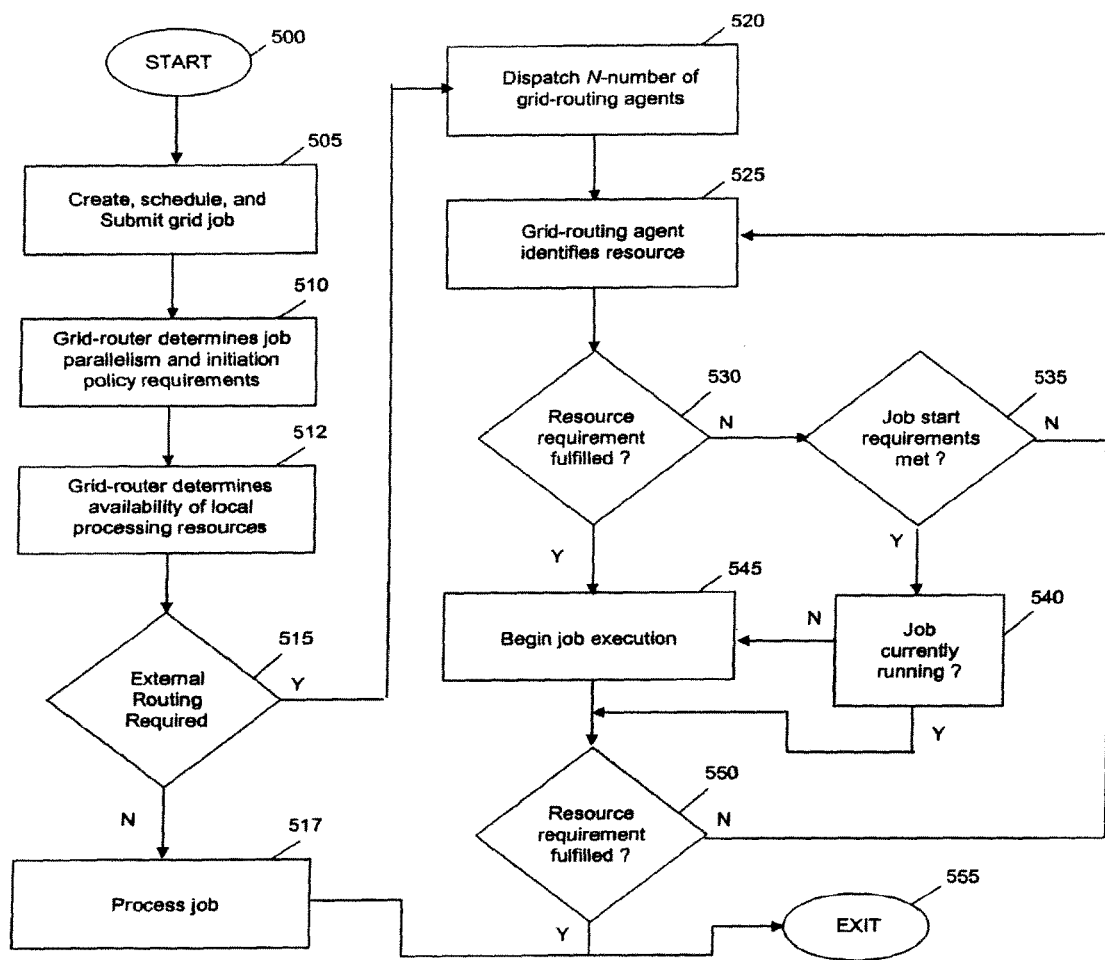 START
500
505
Create, schedule, and
Submit grid job
510
Grid-router determines job
parallelism and initiation
policy requirements
512
Grid-router determines
availability of local
processing resources
515
External
Routing
Required
Y
N
517
Process job
520
Dispatch N-number of
grid-routing agents
525
Grid-routing agent
identifies resource
530
Resource
requirement
fulfilled ?
N
Y
535
Job start
requirements
met ?
N
Y
545
Begin job execution
540
Job
currently
running ?
N
Y
550
Resource
requirement
fulfilled ?
N
Y
555
EXIT